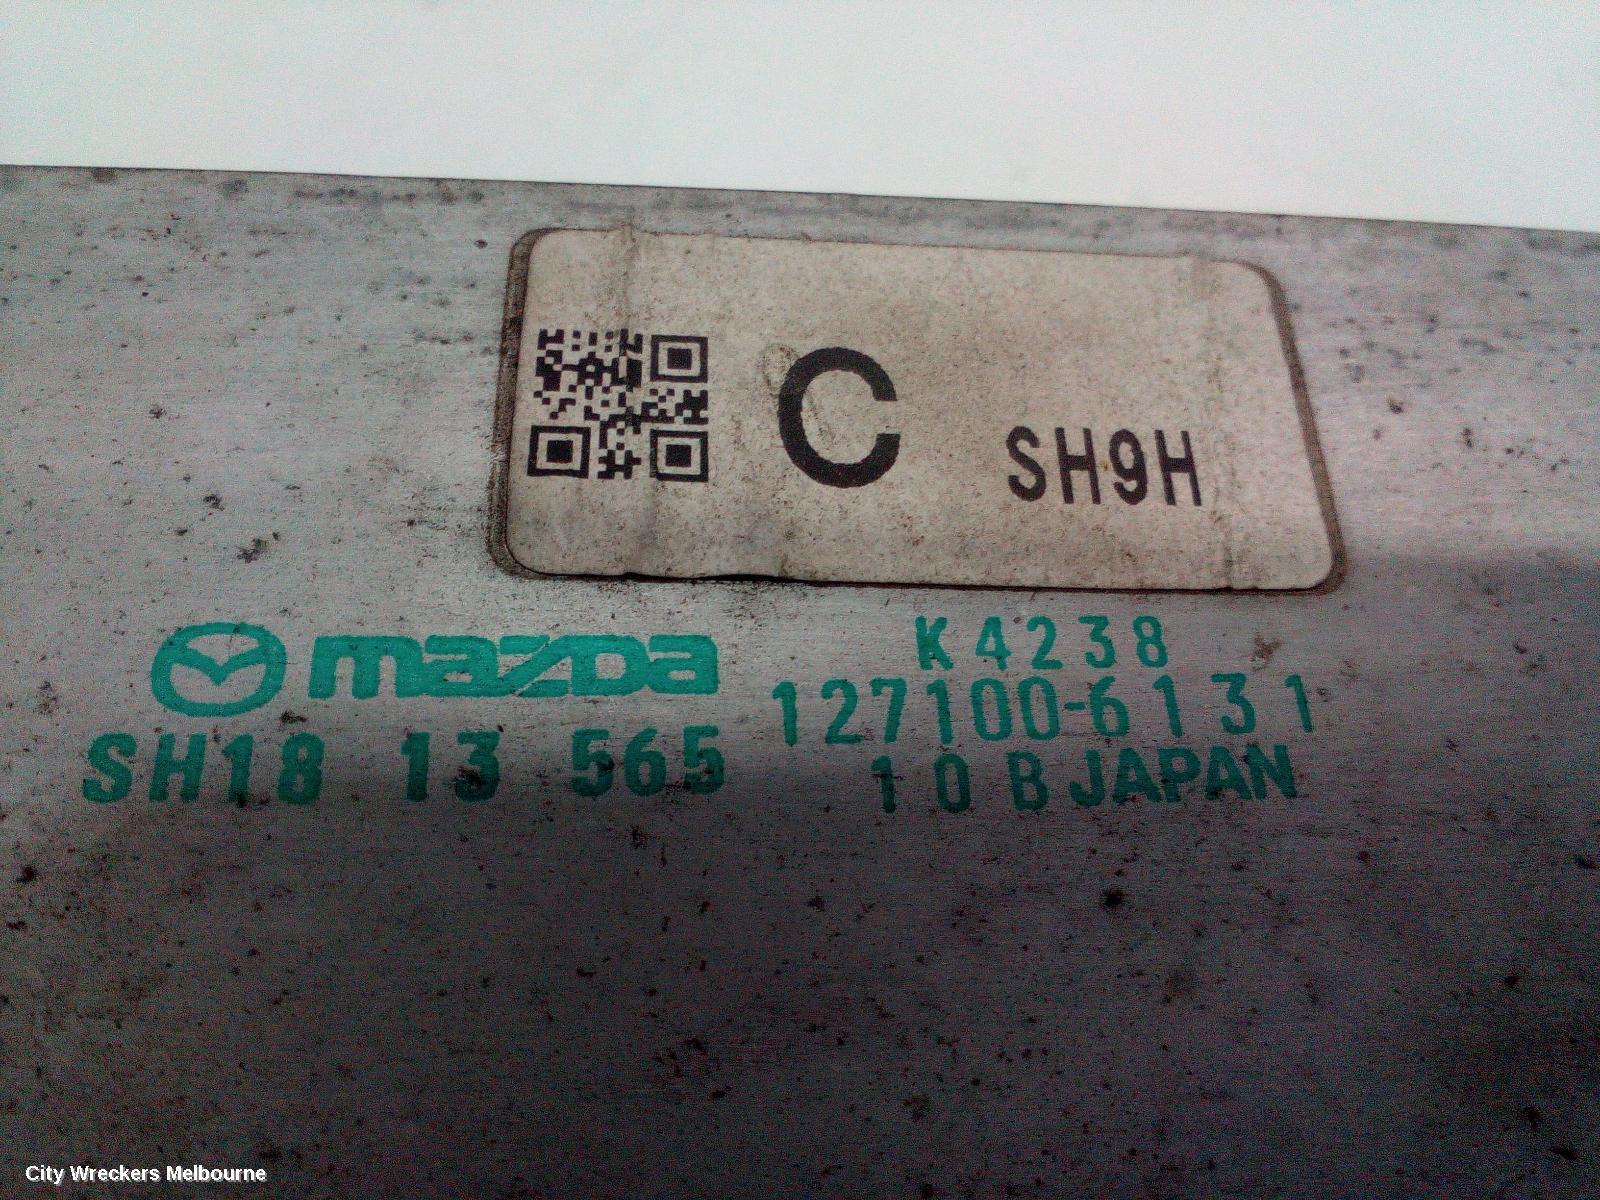 C SH9H
mazda
SH18 13 565
K4238
127100-6131
10B JAPAN
City Wreckers Melbourne